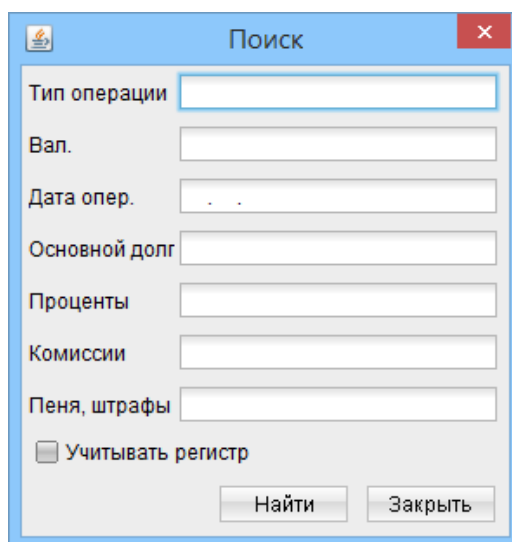 Поиск
Тип операции
Вал.
Дата опер. . .
Основной долг
Проценты
Комиссии
Пеня, штрафы
Учитывать регистр
Найти Закрыть